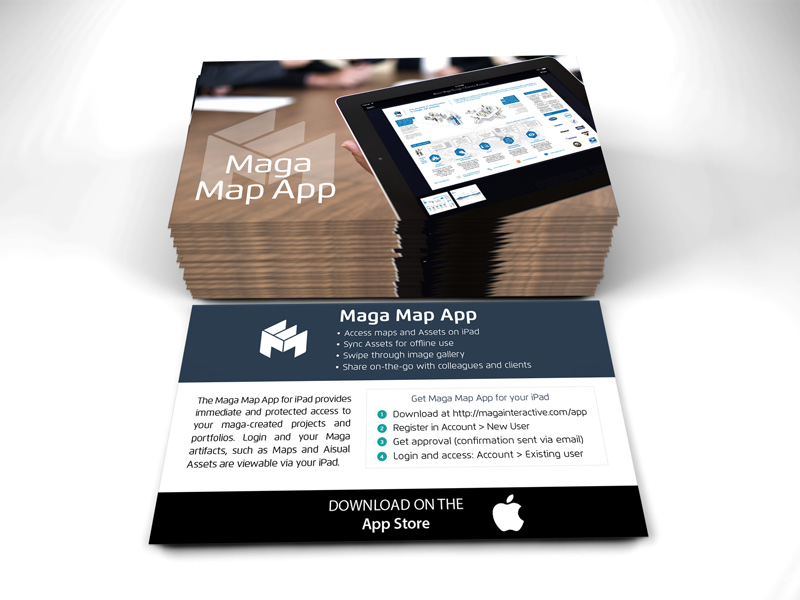 Maga
Map App
Maga Map App
• Access maps and Assets on iPad
• Sync Assets for offline use
• Swipe through image gallery
• Share on-the-go with colleagues and clients
The Maga Map App for iPad provides
immediate and protected access to
your maga-created projects and
portfolios. Login and your Maga
artifacts, such as Maps and Aisual
Assets are viewable via your iPad.
Get Maga Map App for your iPad
1 Download at http://magainteractive.com/app
2 Register in Account > New User
3 Get approval (confirmation sent via email)
4 Login and access: Account > Existing user
DOWNLOAD ON THE
App Store